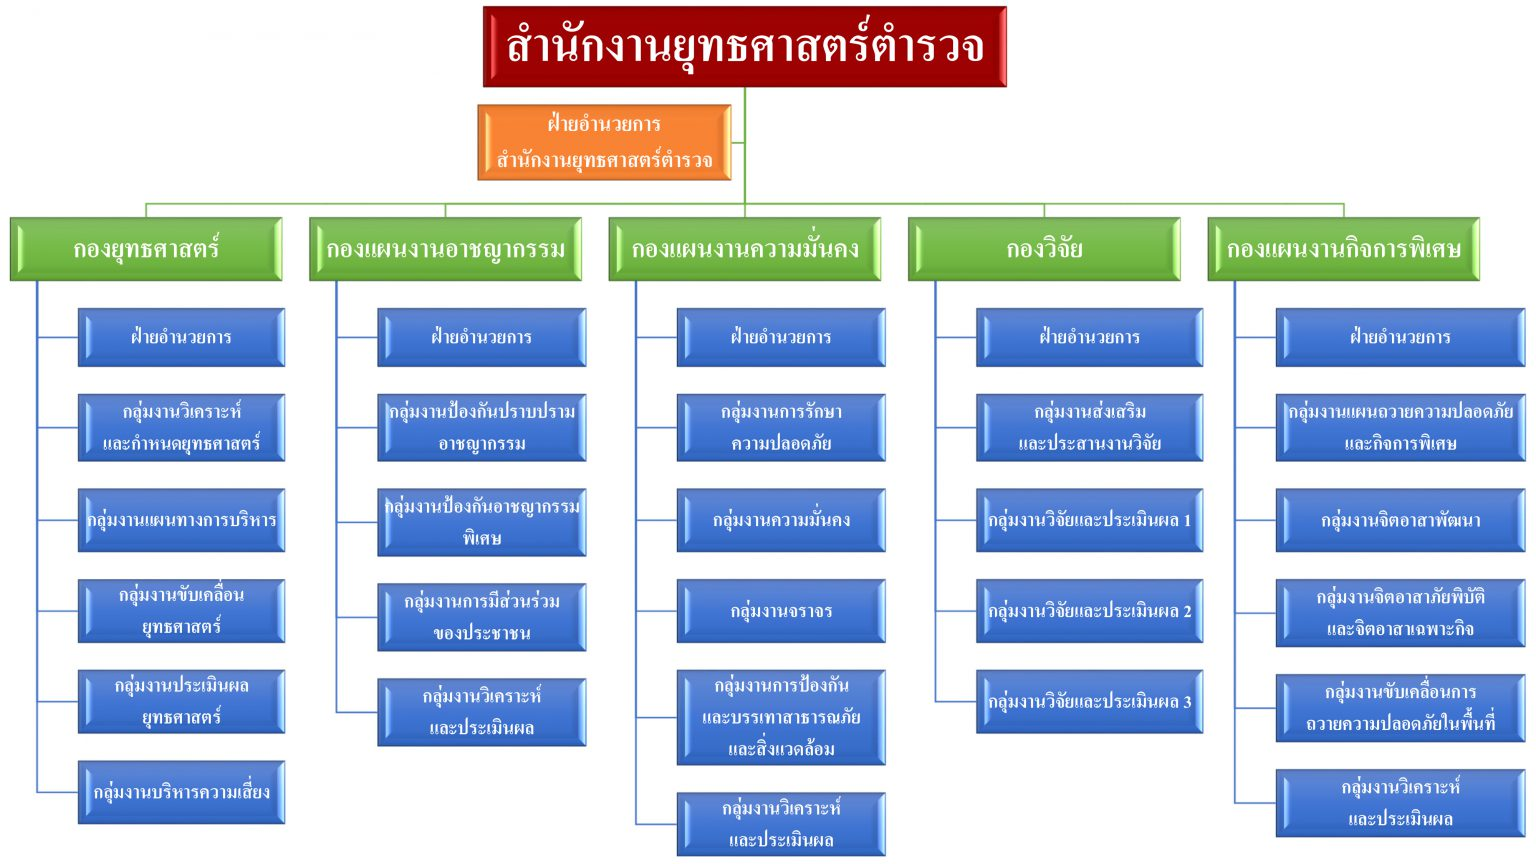 สำนักงานยุทธศาสตร์ตำรวจ
ฝ่ายอำนวยการ
สำนักงานยุทธศาสตร์ตำรวจ
กองยุทธศาสตร์
ฝ่ายอำนวยการ
กลุ่มงานวิเคราะห์
และกำหนดยุทธศาสตร์
กลุ่มงานแผนทางการบริหาร
กลุ่มงานขับเคลื่อน
ยุทธศาสตร์
กลุ่มงานประเมินผล
ยุทธศาสตร์
กลุ่มงานบริหารความเสี่ยง
กองแผนงานอาชญากรรม
ฝ่ายอำนวยการ
กลุ่มงานป้องกันปราบปราม
อาชญากรรม
กลุ่มงานป้องกันอาชญากรรม
พิเศษ
กลุ่มงานการมีส่วนร่วม
ของประชาชน
กลุ่มงานวิเคราะห์
และประเมินผล
กองแผนงานความมั่นคง
ฝ่ายอำนวยการ
กลุ่มงานการรักษา
ความปลอดภัย
กลุ่มงานความมั่นคง
กลุ่มงานจราจร
กลุ่มงานการป้องกัน
และบรรเทาสาธารณภัย
และสิ่งแวดล้อม
กลุ่มงานวิเคราะห์
และประเมินผล
กองวิจัย
ฝ่ายอำนวยการ
กลุ่มงานส่งเสริม
และประสานงานวิจัย
กลุ่มงานวิจัยและประเมินผล 1
กลุ่มงานวิจัยและประเมินผล 2
กลุ่มงานวิจัยและประเมินผล 3
กองแผนงานกิจการพิเศษ
ฝ่ายอำนวยการ
กลุ่มงานแผนถวายความปลอดภัย
และกิจการพิเศษ
กลุ่มงานจิตอาสาพัฒนา
กลุ่มงานจิตอาสาภัยพิบัติ
และจิตอาสาเฉพาะกิจ
กลุ่มงานขับเคลื่อนการ
ถวายความปลอดภัยในพื้นที่
กลุ่มงานวิเคราะห์
และประเมินผล